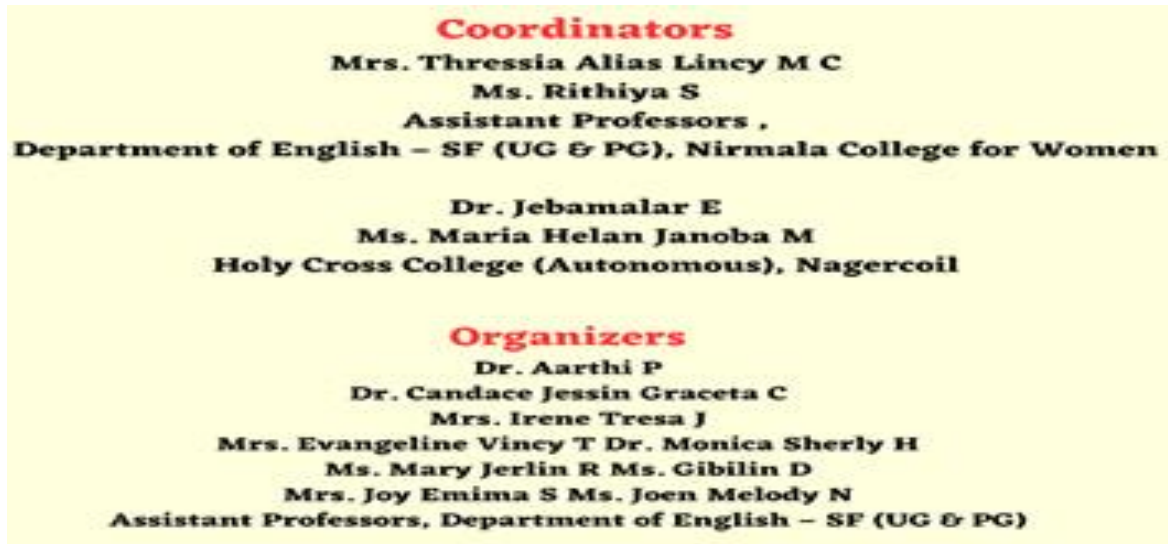 Coordinators
Mrs. Thressia Alias Lincy M C
Ms. Rithiya S
Assistant Professors ,
Department of English – SF (UG & PG), Nirmala College for Women
Dr. Jebamalar E
Ms. Maria Helan Janoba M
Holy Cross College (Autonomous), Nagercoil
Organizers
Dr. Aarthi P
Dr. Candace Jessin Graceta C
Mrs. Irene Tresa J
Mrs. Evangeline Vincy T Dr. Monica Sherly H
Ms. Mary Jerlin R Ms. Gibilin D
Mrs. Joy Emima S Ms. Joen Melody N
Assistant Professors, Department of English – SF (UG & PG)